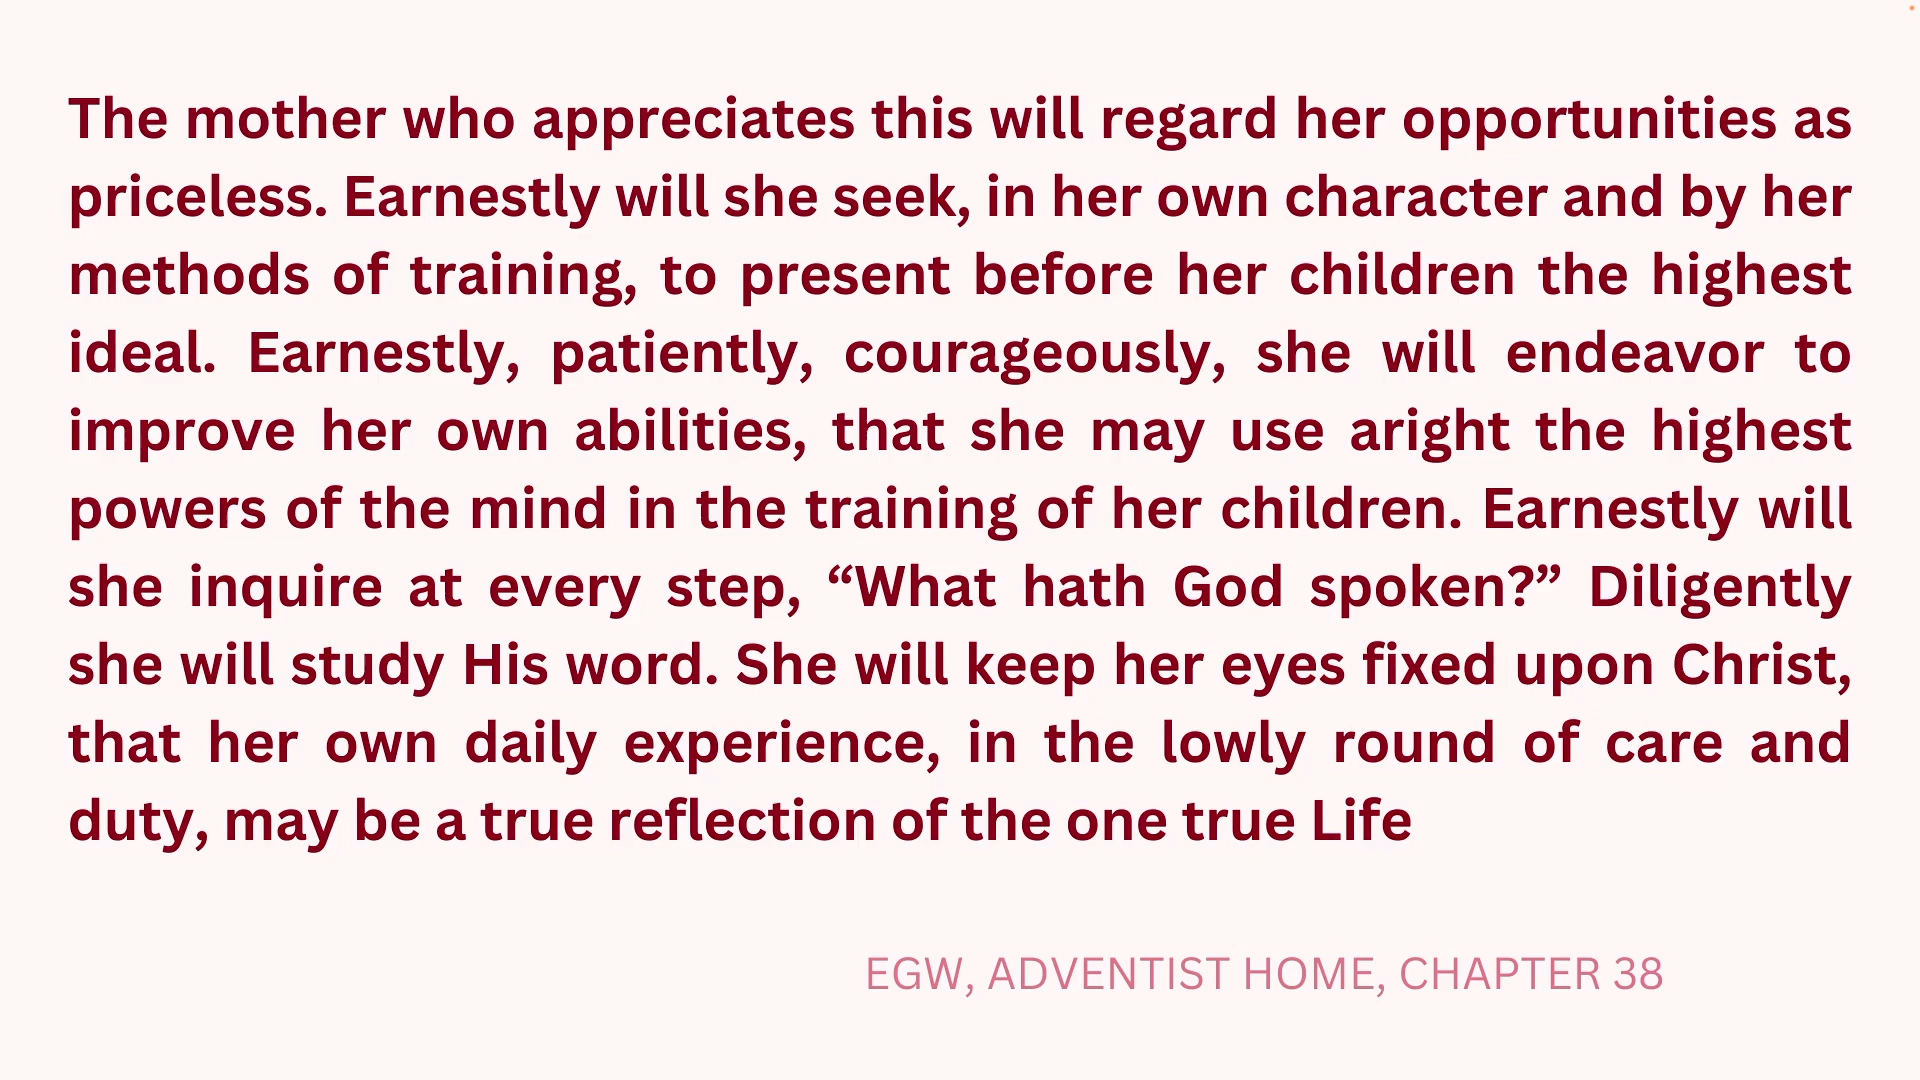 The mother who appreciates this will regard her opportunities as
priceless. Earnestly will she seek, in her own character and by her
methods of training, to present before her children the highest
ideal. Earnestly, patiently, courageously, she will endeavor to
improve her own abilities, that she may use aright the highest
powers of the mind in the training of her children. Earnestly will
she inquire at every step, “What hath God spoken?” Diligently
she will study His word. She will keep her eyes fixed upon Christ,
that her own daily experience, in the lowly round of care and
duty, may be a true reflection of the one true Life
EGW, ADVENTIST HOME, CHAPTER 38